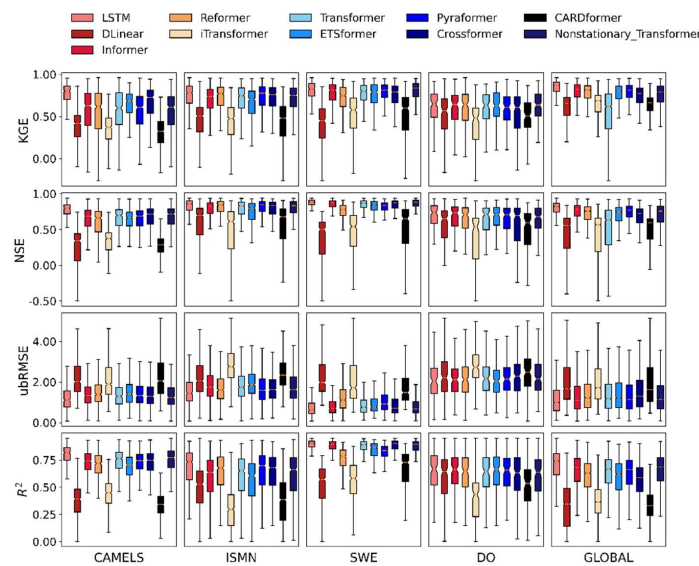 LSTM Reformer Transformer Pyraformer CARDformer
DLinear iTransformer ETSformer Crossformer Nonstationary_Transformer
Informer
1.00
0.50
0.00
KGE
1.00
0.50
0.00
-0.50
NSE
4.00
2.00
0.00
ubRMSE
0.75
0.50
0.25
0.00
R²
CAMELS ISMN SWE DO GLOBAL